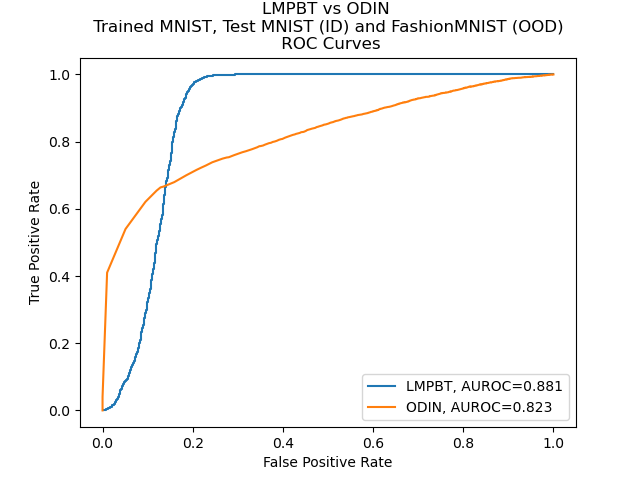 LMPBT vs ODIN
Trained MNIST, Test MNIST (ID) and FashionMNIST (OOD)
ROC Curves
1.0
0.8
0.6
0.4
0.2
0.0
True Positive Rate
LMPBT, AUROC=0.881
ODIN, AUROC=0.823
0.0 0.2 0.4 0.6 0.8 1.0
False Positive Rate